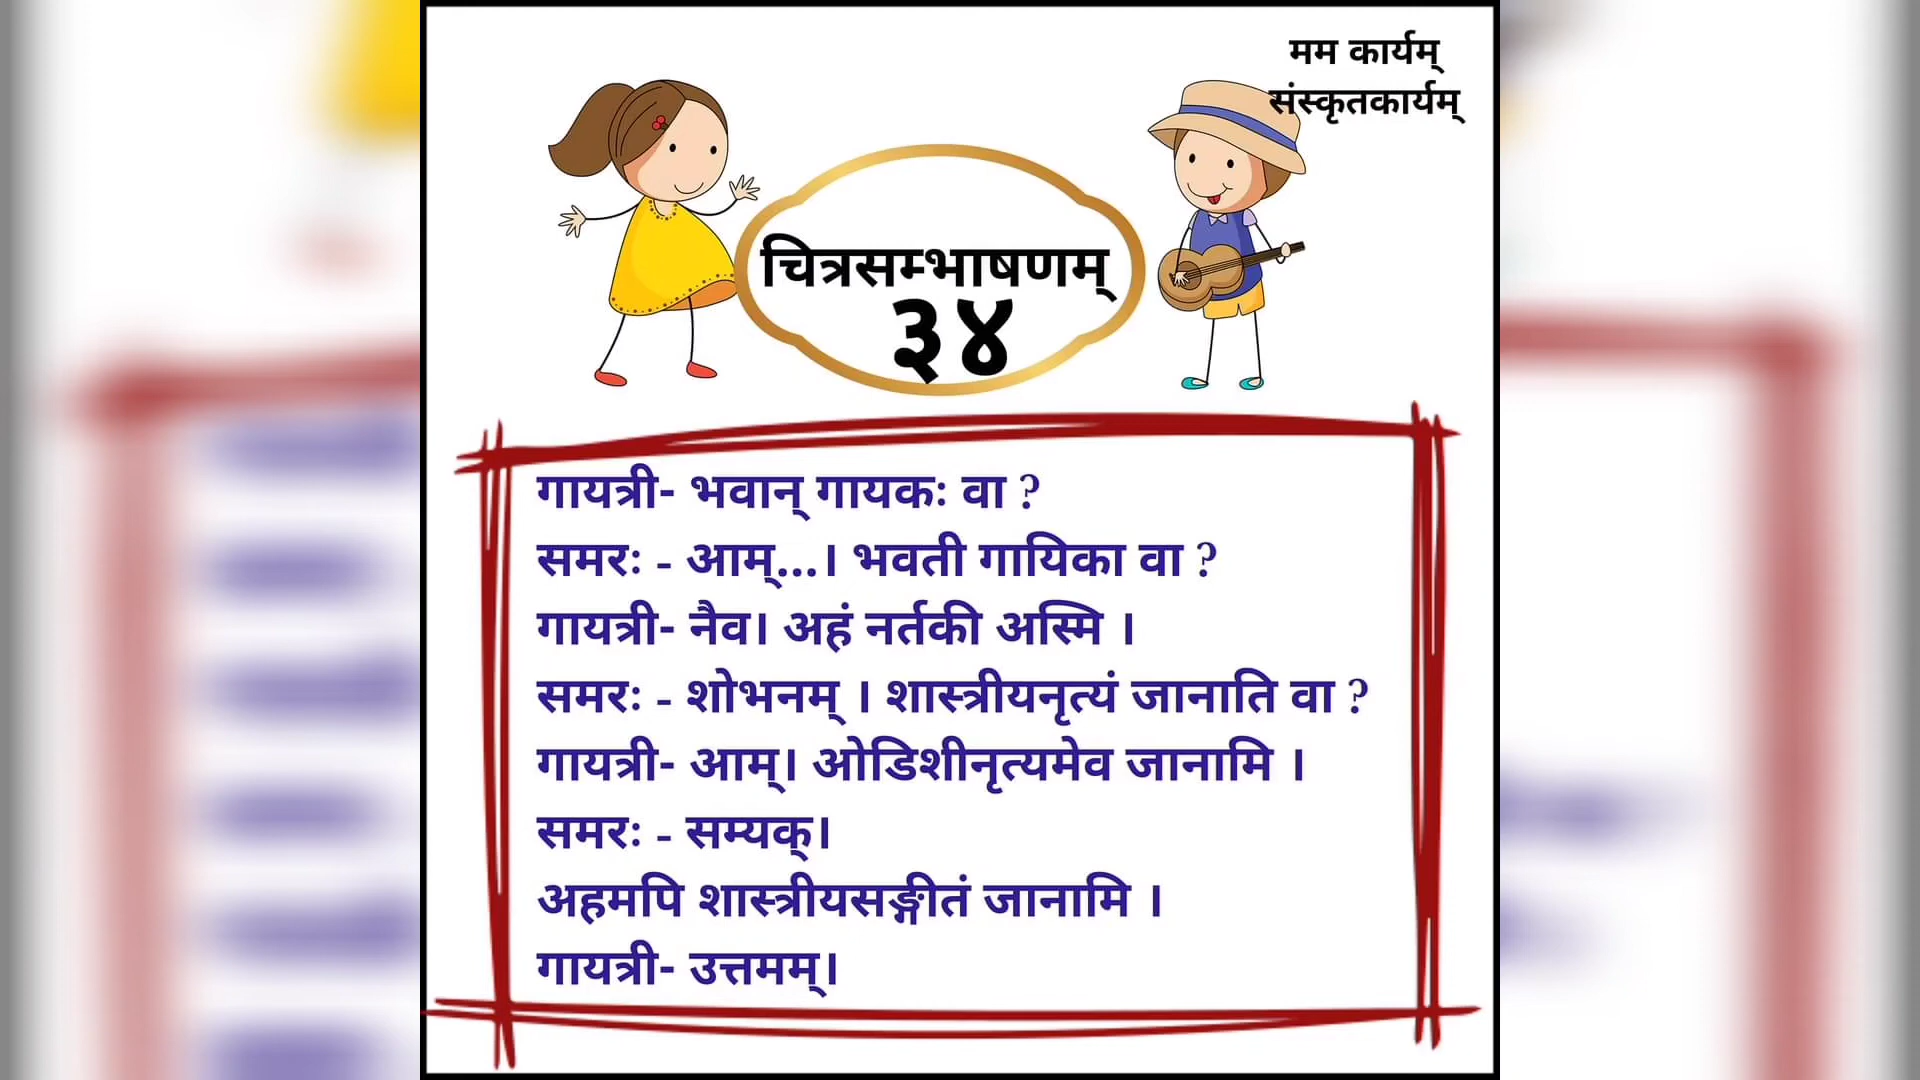 मम कार्यम्
संस्कृतकार्यम्
चित्रसम्भाषणम्
३४
गायत्री- भवान् गायकः वा ?
समरः - आम्...। भवती गायिका वा ?
गायत्री- नैव। अहं नर्तकी अस्मि ।
समरः - शोभनम् । शास्त्रीयनृत्यं जानाति वा ?
गायत्री- आम्। ओडिशीनृत्यमेव जानामि ।
समरः - सम्यक्।
अहमपि शास्त्रीयसङ्गीतं जानामि ।
गायत्री- उत्तमम्।